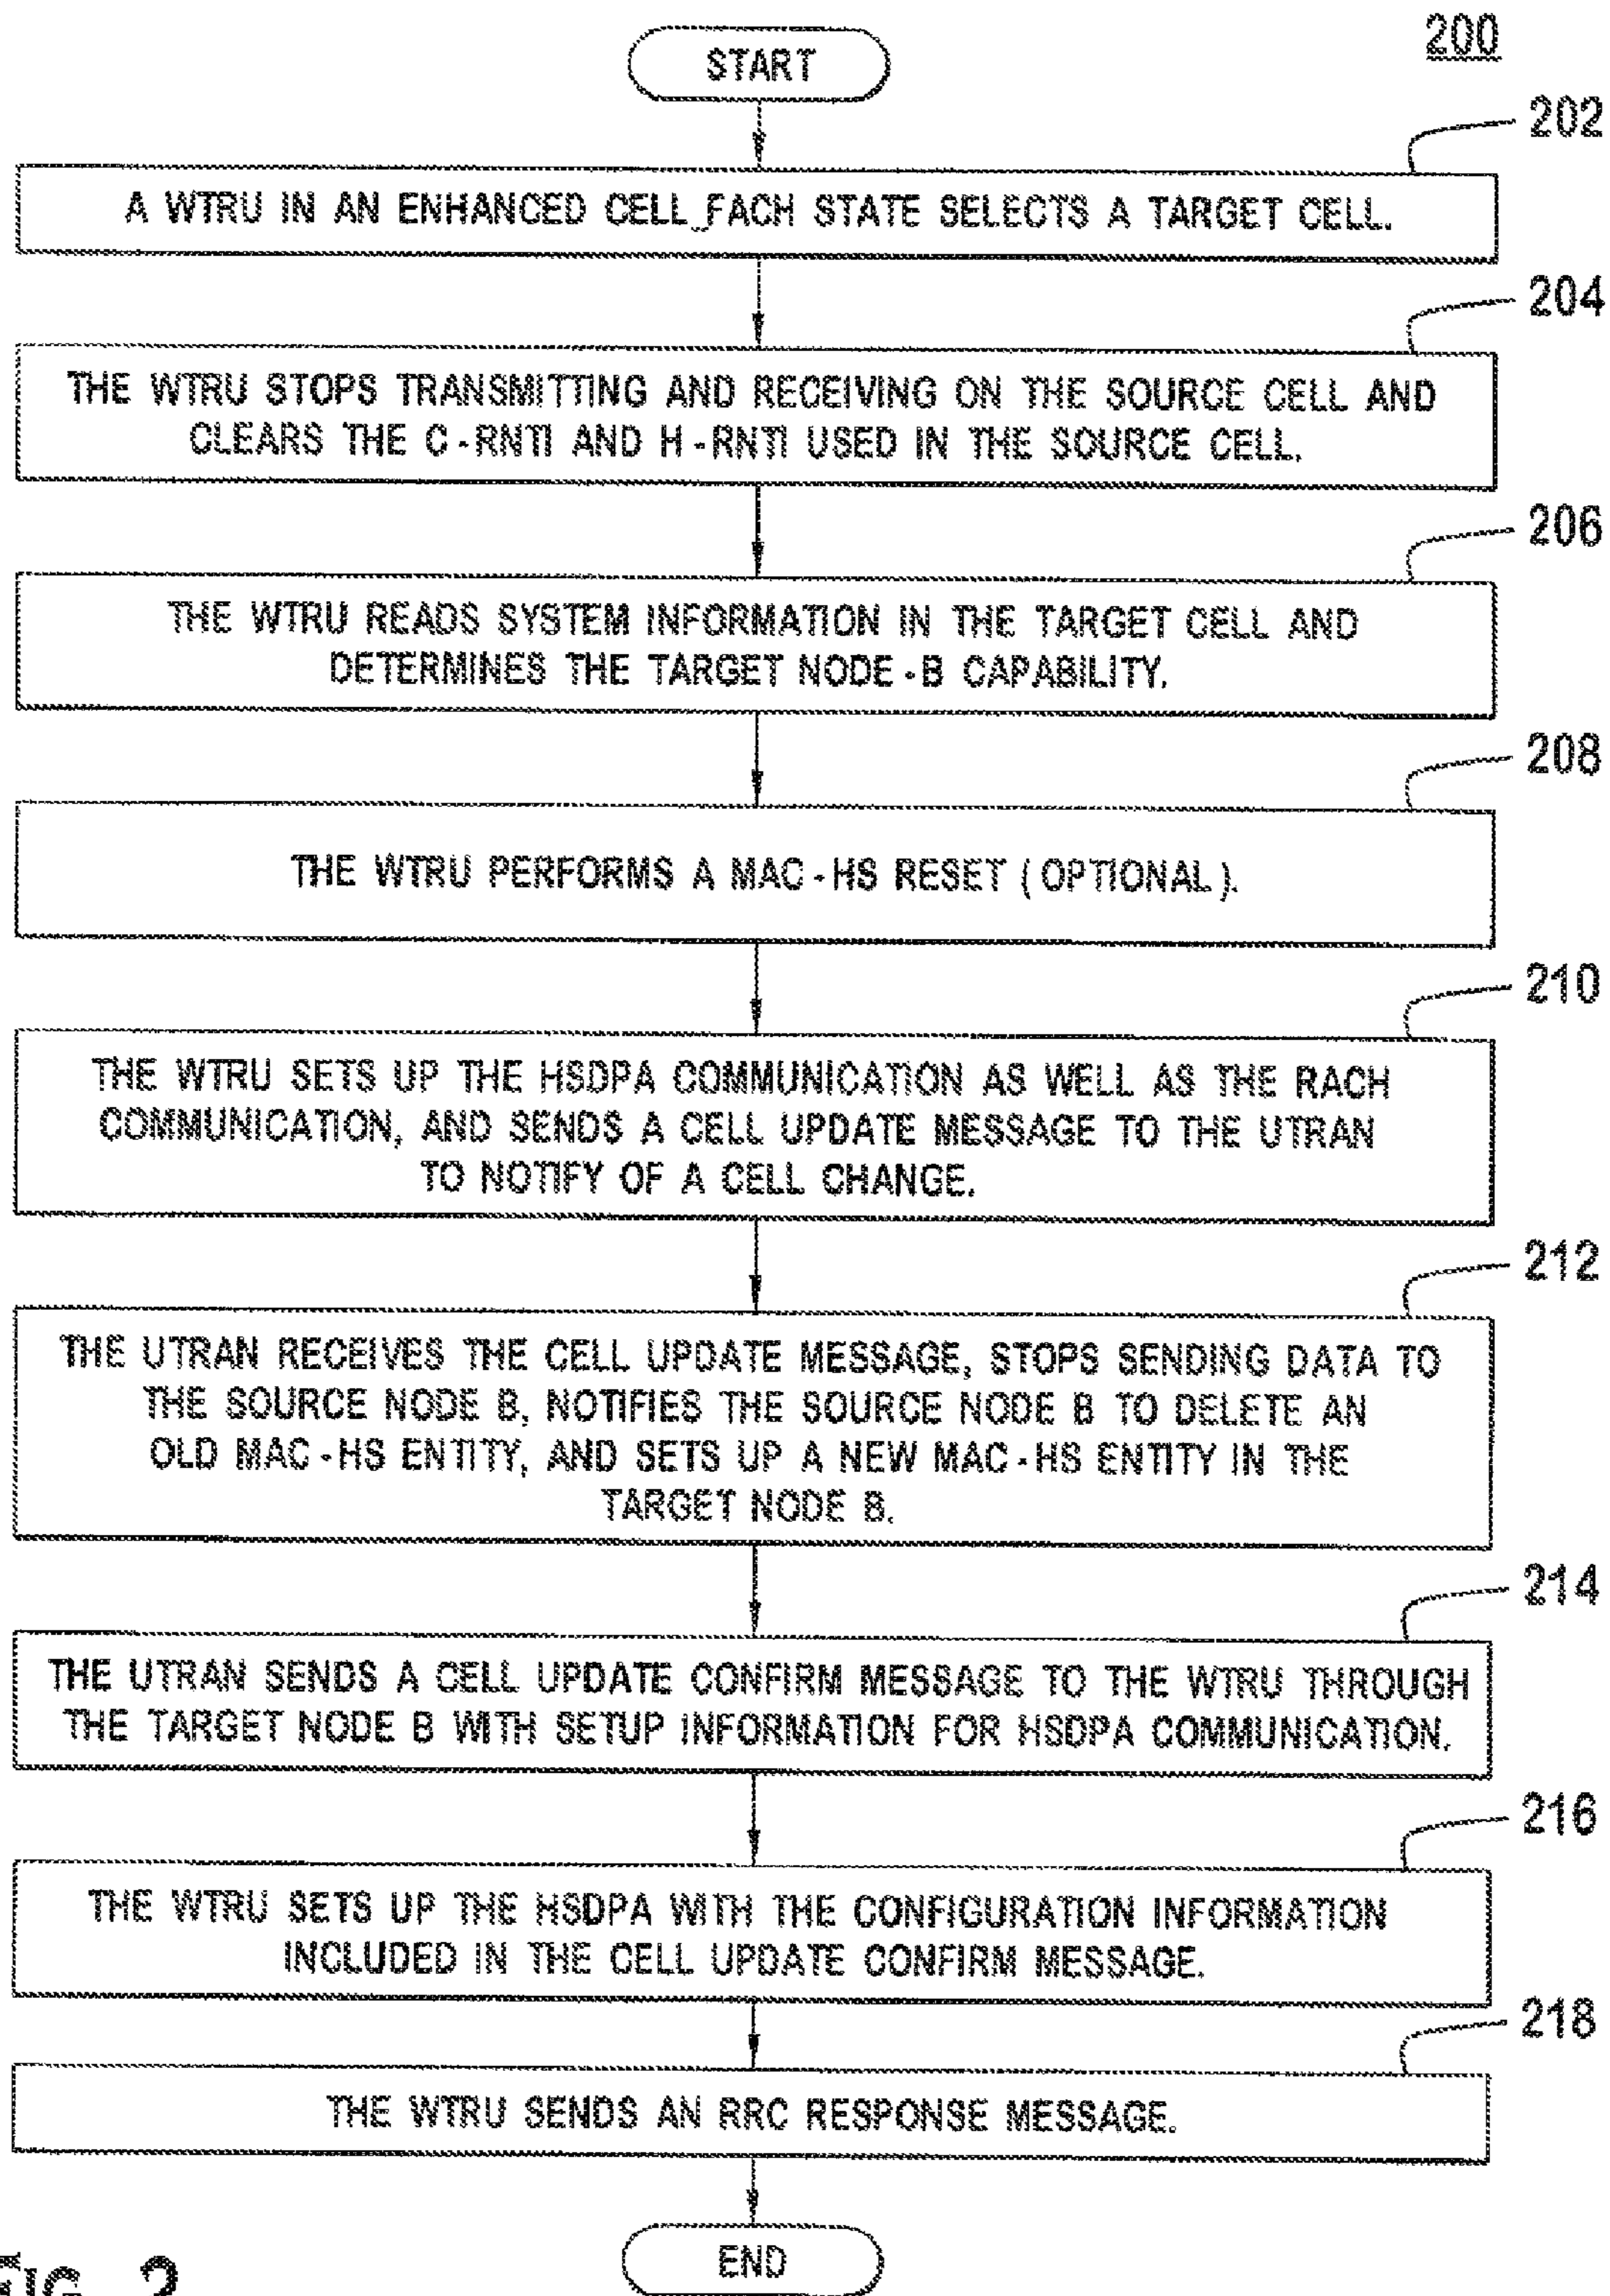 200
START
202
A WTRU IN AN ENHANCED CELL_FACH STATE SELECTS A TARGET CELL.
204
THE WTRU STOPS TRANSMITTING AND RECEIVING ON THE SOURCE CELL AND
CLEARS THE C-RNTI AND H-RNTI USED IN THE SOURCE CELL.
206
THE WTRU READS SYSTEM INFORMATION IN THE TARGET CELL AND
DETERMINES THE TARGET NODE-B CAPABILITY.
208
THE WTRU PERFORMS A MAC-HS RESET (OPTIONAL).
210
THE WTRU SETS UP THE HSDPA COMMUNICATION AS WELL AS THE RACH
COMMUNICATION, AND SENDS A CELL UPDATE MESSAGE TO THE UTRAN
TO NOTIFY OF A CELL CHANGE.
212
THE UTRAN RECEIVES THE CELL UPDATE MESSAGE, STOPS SENDING DATA TO
THE SOURCE NODE B, NOTIFIES THE SOURCE NODE B TO DELETE AN
OLD MAC-HS ENTITY, AND SETS UP A NEW MAC-HS ENTITY IN THE
TARGET NODE B.
214
THE UTRAN SENDS A CELL UPDATE CONFIRM MESSAGE TO THE WTRU THROUGH
THE TARGET NODE B WITH SETUP INFORMATION FOR HSDPA COMMUNICATION.
216
THE WTRU SETS UP THE HSDPA WITH THE CONFIGURATION INFORMATION
INCLUDED IN THE CELL UPDATE CONFIRM MESSAGE.
218
THE WTRU SENDS AN RRC RESPONSE MESSAGE.
END
FIG. 2